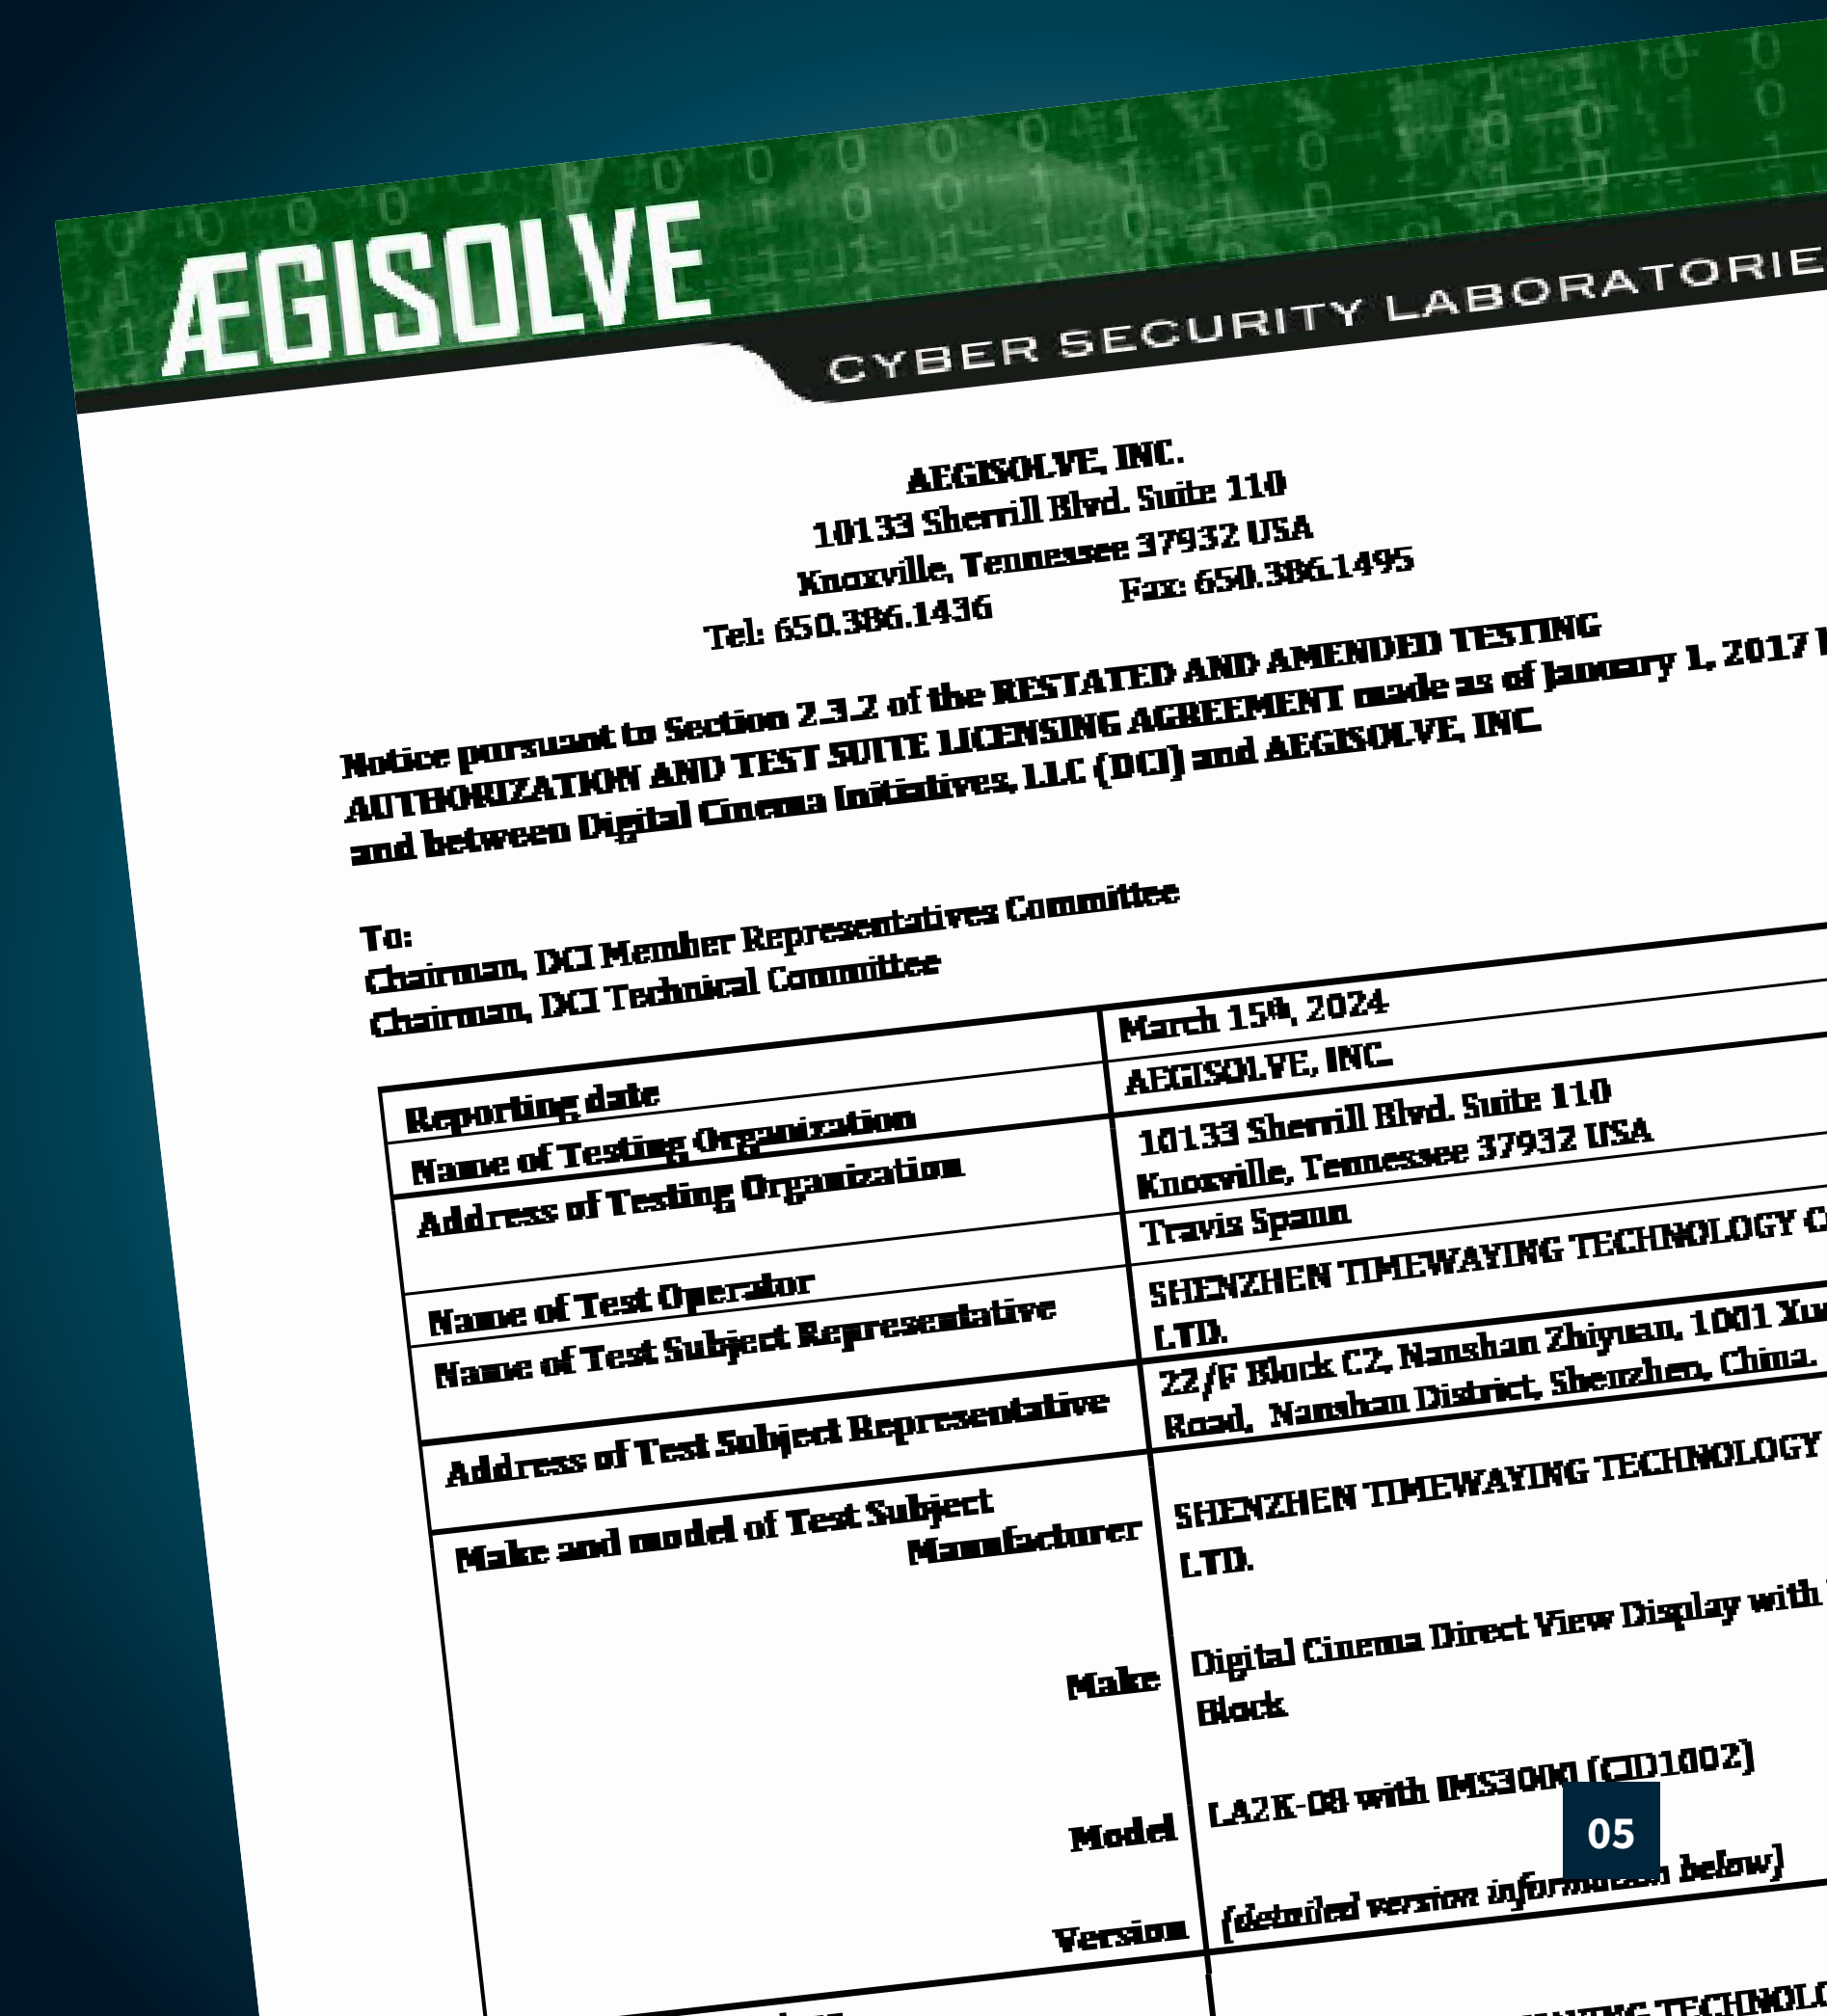 ÆGISOLVE
CYBER SECURITY LABORATORIE
AEGISOLVE, INC.
10133 Sherrill Blvd. Suite 110
Knoxville, Tennessee 37932 USA
Tel: 650.386.1436 Fax: 650.386.1495
Notice pursuant to Section 2.3.2 of the RESTATED AND AMENDED TESTING
AUTHORIZATION AND TEST SUITE LICENSING AGREEMENT made as of January 1, 2017
and between Digital Cinema Initiatives, LLC (DCI) and AEGISOLVE, INC.
To:
Chairman, DCI Member Representatives Committee
Chairman, DCI Technical Committee
Reporting date March 15th, 2024
Name of Testing Organization AEGISOLVE, INC.
Address of Testing Organization 10133 Sherrill Blvd. Suite 110
Knoxville, Tennessee 37932 USA
Name of Test Operator Travis Spann
Name of Test Subject Representative SHENZHEN TIMEWAYING TECHNOLOGY
LTD.
Address of Test Subject Representative 22/F Block C2, Nanshan Zhiyuan, 1001
Road, Nanshan District, Shenzhen, China.
Make and model of Test Subject
Manufacturer SHENZHEN TIMEWAYING TECHNOLOGY
LTD.
Make Digital Cinema Direct View Display with
Block
Model LA2K-08 with IMS3000
Version (detailed version information below)
05